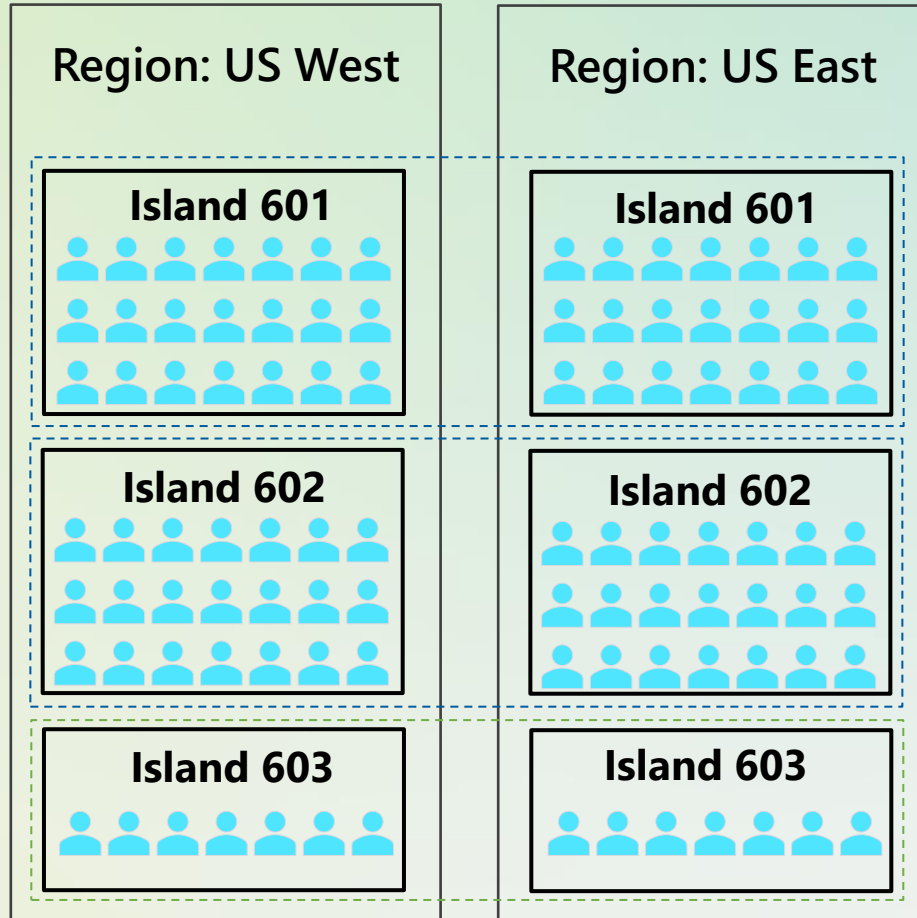 Region: US West
Region: US East
Island 601
Island 601
Island 602
Island 602
Island 603
Island 603